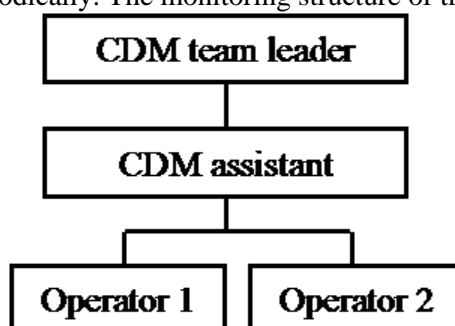 odically. The monitoring structure of t
CDM team leader
CDM assistant
Operator 1 Operator 2